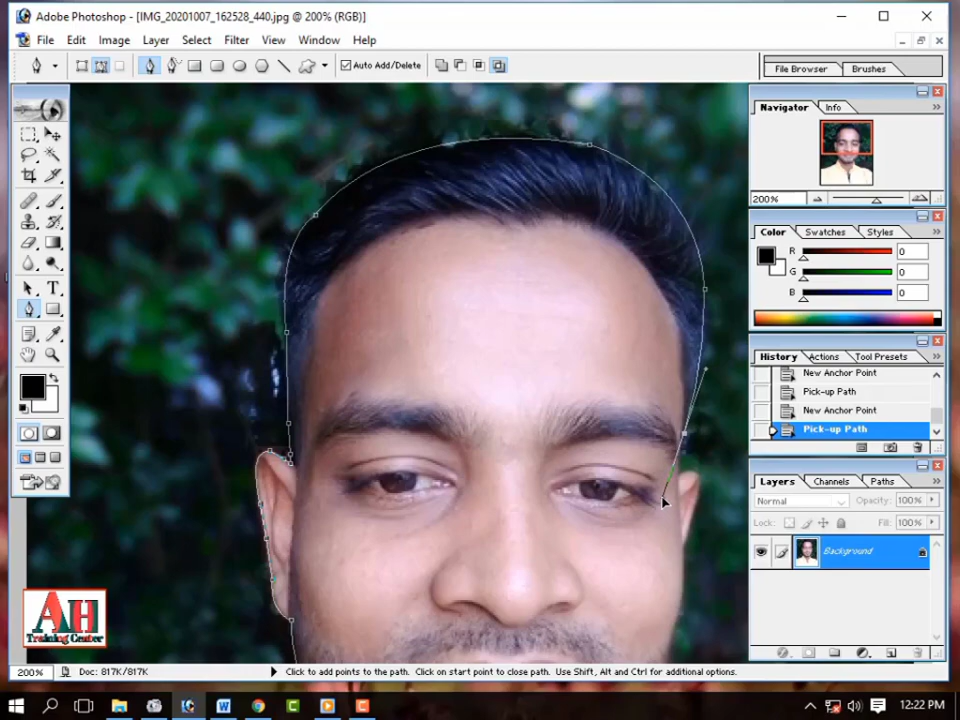 Adobe Photoshop - [IMG_20201007_162528_440.jpg @ 200% (RGB)]
File Edit Image Layer Select Filter View Window Help
Auto Add/Delete
File Browser Brushes
Navigator Info
200%
Color Swatches Styles
R 0
G 0
B 0
History Actions Tool Presets
New Anchor Point
Pick-up Path
New Anchor Point
Pick-up Path
Layers Channels Paths
Normal Opacity: 100%
Lock: Fill: 100%
Background
AH
Training Center
200% Doc: 817K/817K Click to add points to the path. Click on start point to close path. Use Shift, Alt and Ctrl for additional options.
12:22 PM